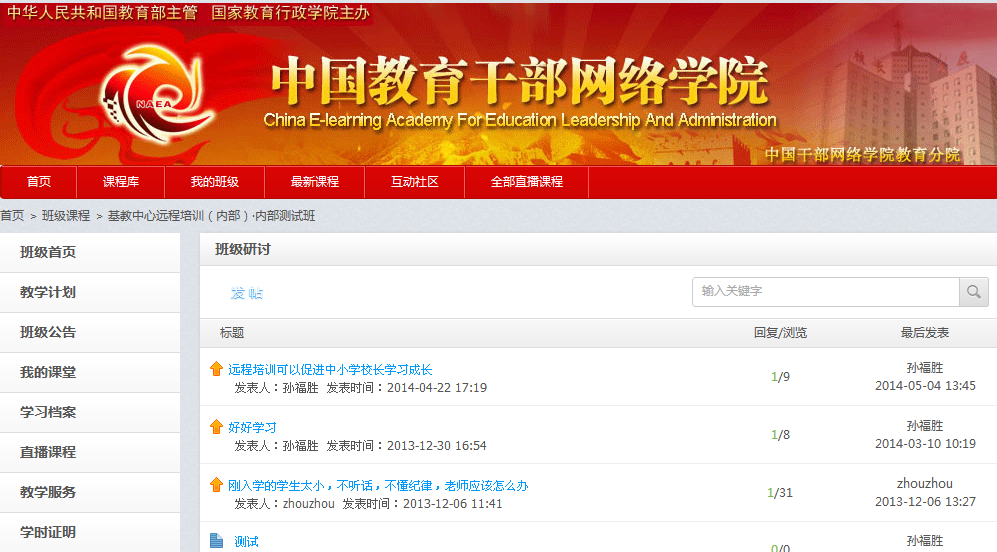 中华人民共和国教育部主管 国家教育行政学院主办
NAEA
中国教育干部网络学院
China E-learning Academy For Education Leadership And Administration
中国干部网络学院教育分院
首页 课程库 我的班级 最新课程 互动社区 全部直播课程
首页 > 班级课程 > 基教中心远程培训（内部）·内部测试班
班级首页
教学计划
班级公告
我的课堂
学习档案
直播课程
教学服务
学时证明
班级研讨
发帖 输入关键字
标题 回复/浏览 最后发表
远程培训可以促进中小学校长学习成长
发表人：孙福胜 发表时间：2014-04-22 17:19
1/9
孙福胜
2014-05-04 13:45
好好学习
发表人：孙福胜 发表时间：2013-12-30 16:54
1/8
孙福胜
2014-03-10 10:19
刚入学的学生太小，不听话，不懂纪律，老师应该怎么办
发表人：zhouzhou 发表时间：2013-12-06 11:41
1/31
zhouzhou
2013-12-06 13:27
测试
0/0
孙福胜